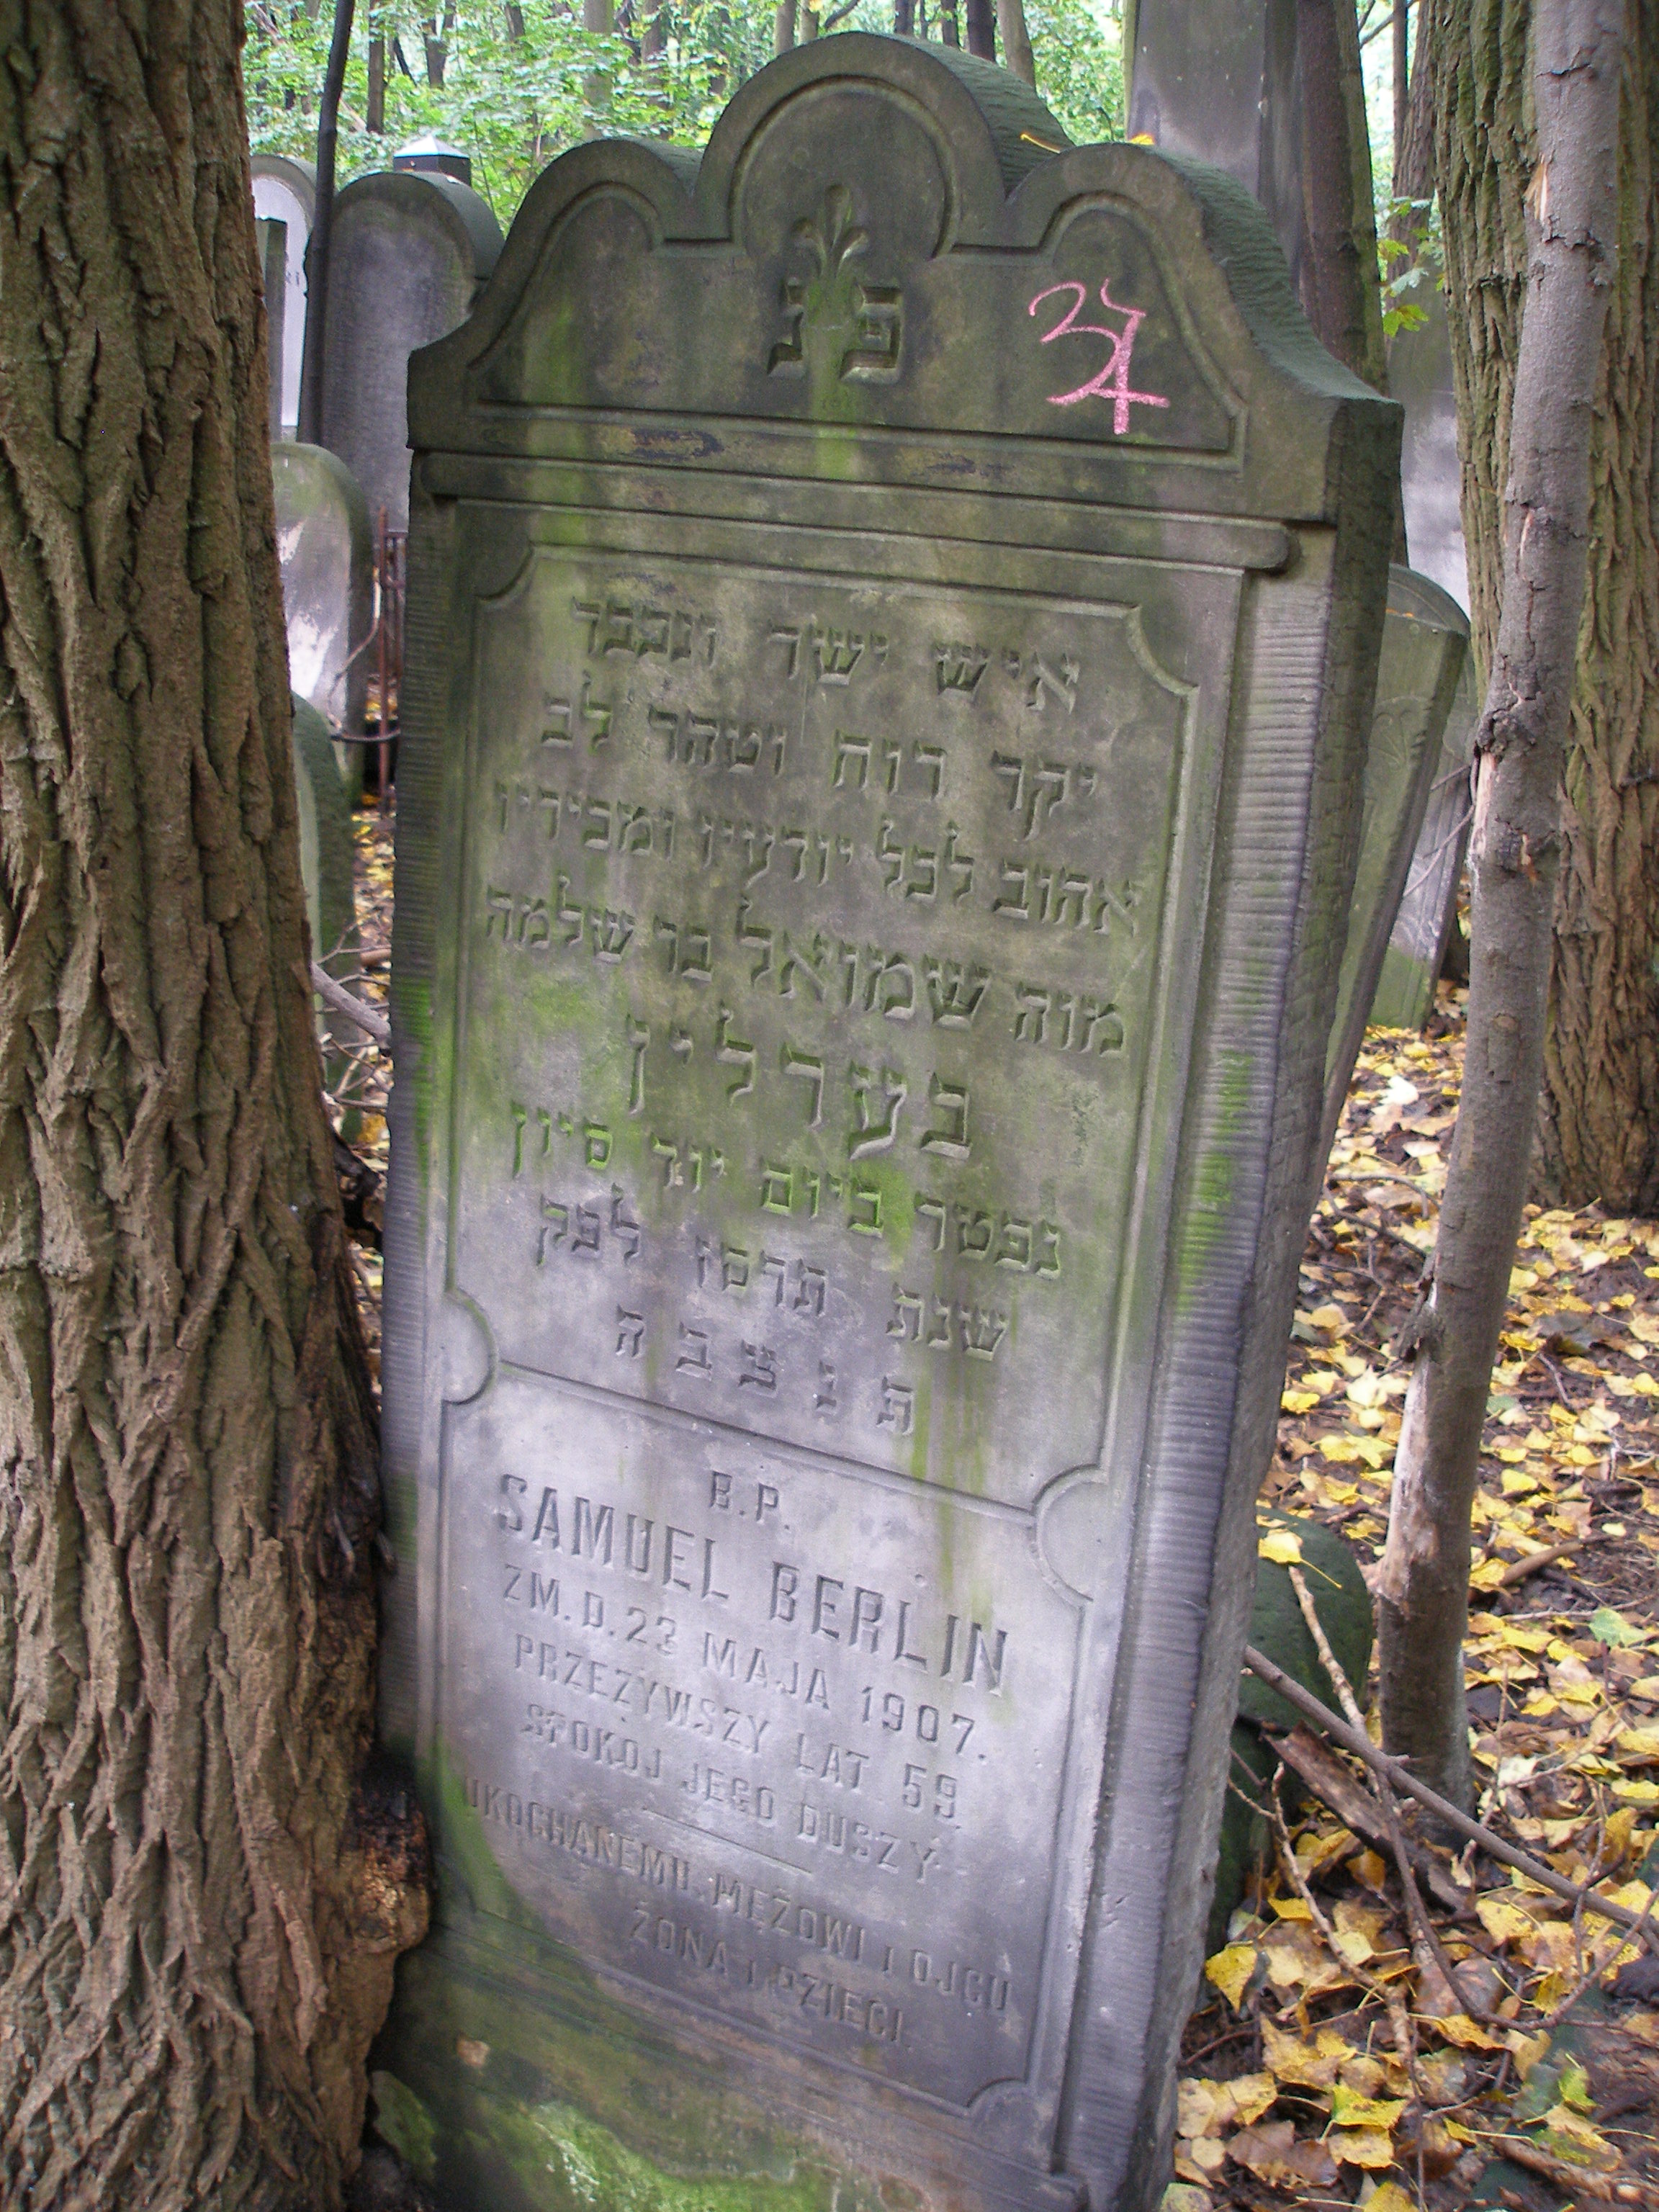 פ נ
34
איש ישר ונכבד
יקר רוח וטהר לב
אהוב לכל יודעיו ומכיריו
מוה שמואל בר שלמה
בערלין
נפטר ביום יוד סיון
שנת תרסז לפק
ת נ צ ב ה
B.P.
SAMUEL BERLIN
ZM. D. 23 MAJA 1907.
PRZEŻYWSZY LAT 59.
SPOKÓJ JEGO DUSZY.
UKOCHANEMU MĘŻOWI I OJCU
ŻONA I DZIECI.